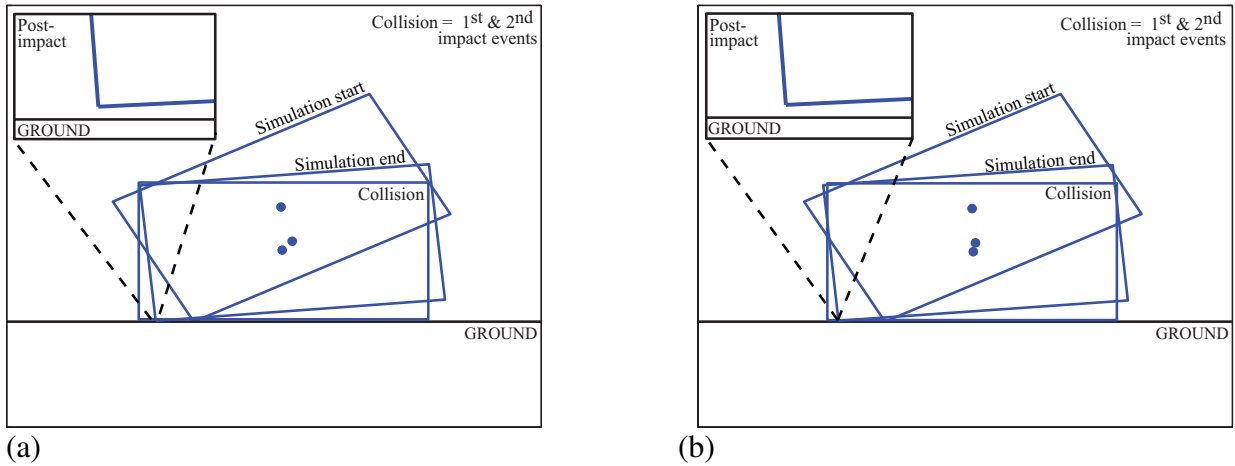 Post-
impact
Collision = 1st & 2nd
impact events
Simulation start
Simulation end
Collision
GROUND
GROUND
(a)
Post-
impact
Collision = 1st & 2nd
impact events
Simulation start
Simulation end
Collision
GROUND
GROUND
(b)